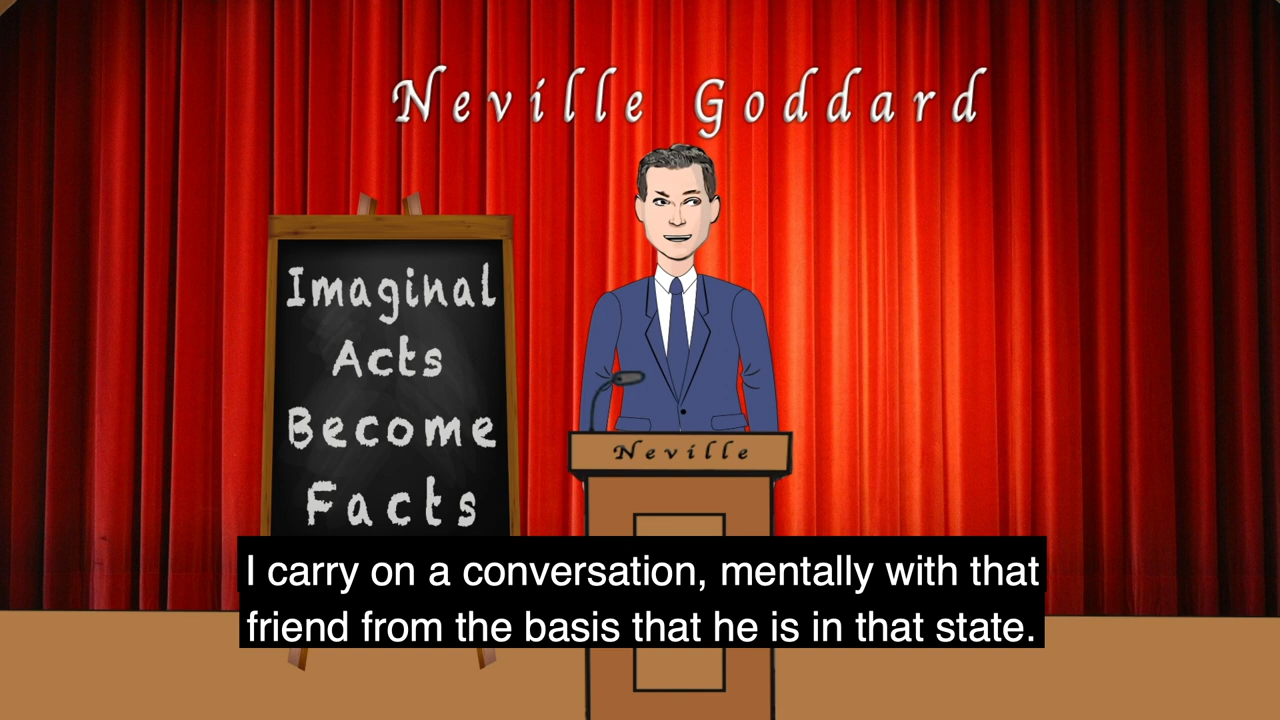 Neville Goddard
Imaginal
Acts
Become
Facts
Neville
I carry on a conversation, mentally with that
friend from the basis that he is in that state.